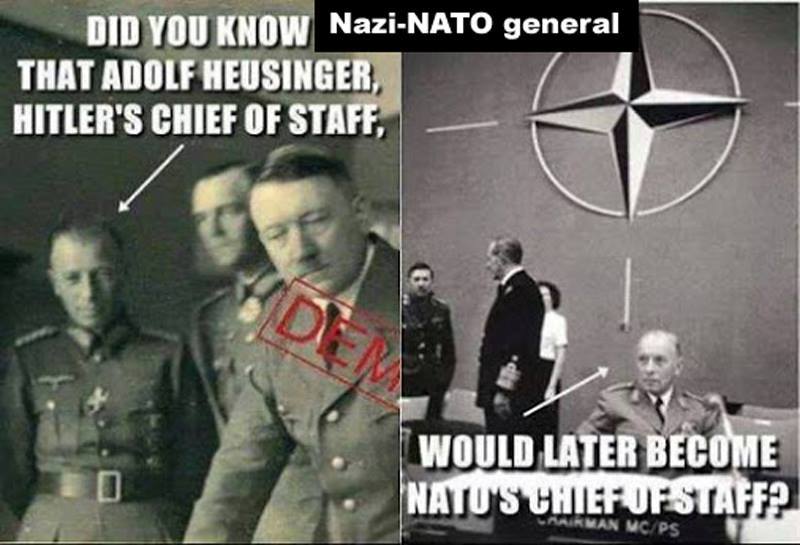 Nazi-NATO general
DID YOU KNOW
THAT ADOLF HEUSINGER,
HITLER'S CHIEF OF STAFF,
DEM
WOULD LATER BECOME
NATO'S CHIEF OF STAFF?
CHAIRMAN MC/PS